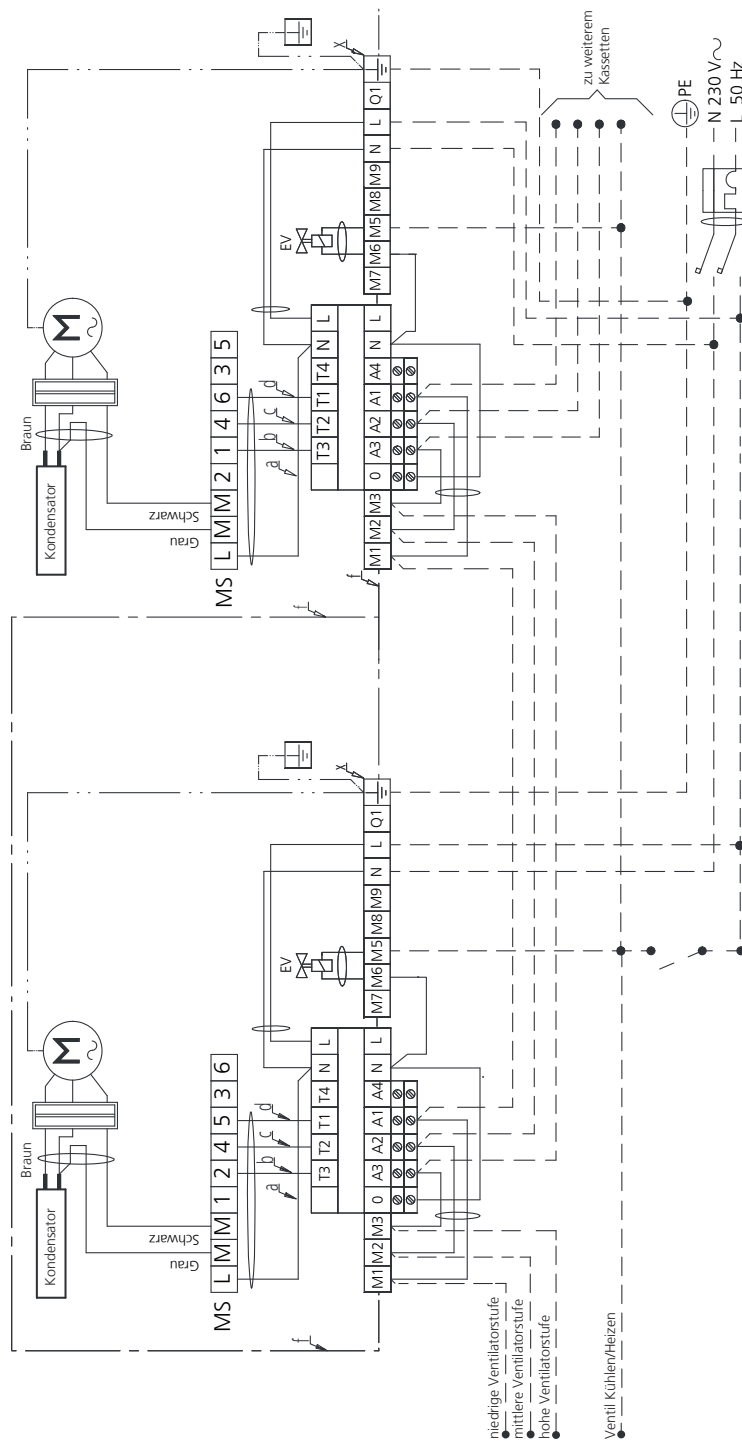 Kondensator
Braun
M
Grau
Schwarz
MS
L M M 1 2 4 5 3 6
a
b
c
d
T3 T2 T1 T4 N L
EV
M1 M2 M3 0 A3 A2 A1 A4 N L
M7 M6 M5 M8 M9 N L Q1
x
f
Kondensator
Braun
M
Grau
Schwarz
MS
L M M 2 1 4 6 3 5
a
b
c
d
T3 T2 T1 T4 N L
EV
f
f
M1 M2 M3 0 A3 A2 A1 A4 N L
M7 M6 M5 M8 M9 N L Q1
x
niedrige Ventilatorstufe
mittlere Ventilatorstufe
hohe Ventilatorstufe
zu weiterem
Kassetten
Ventil Kühlen/Heizen
PE
N 230 V~
L 50 Hz